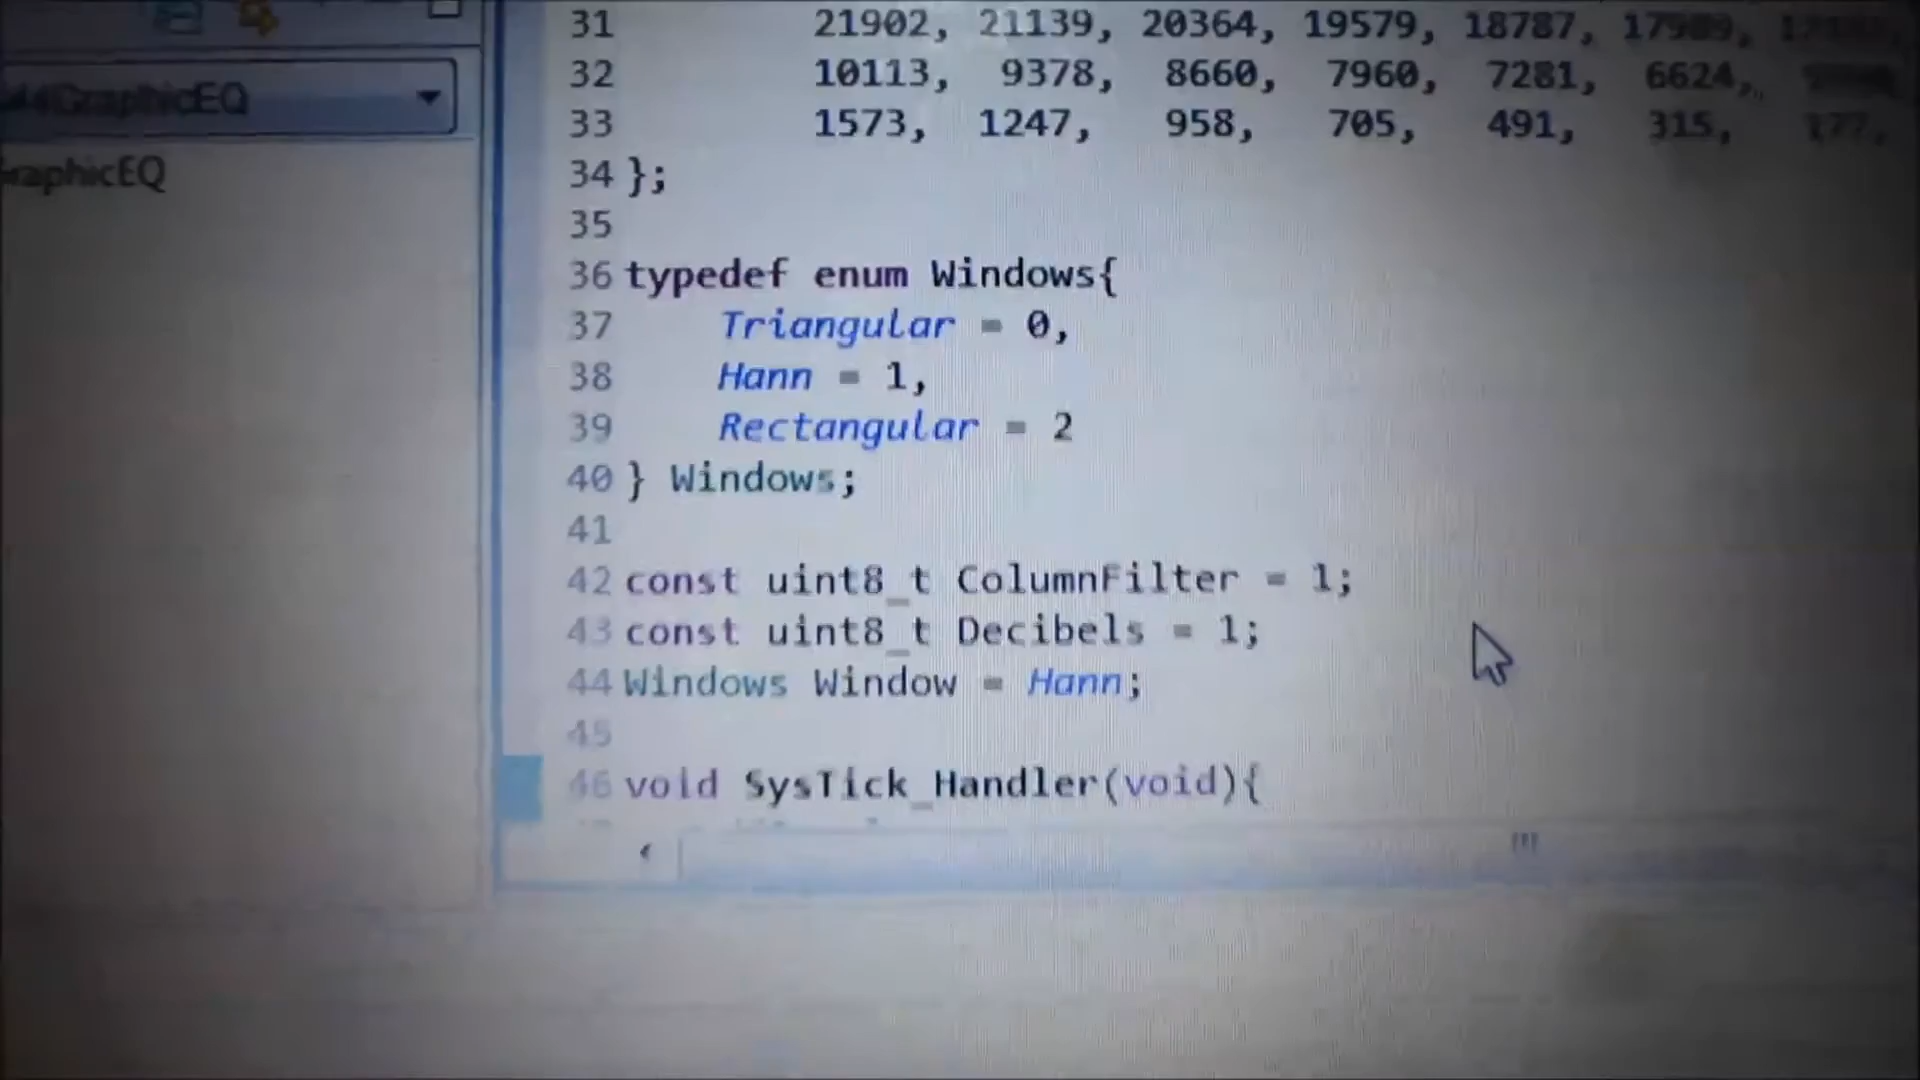 GraphicEQ
GraphicEQ
31 21902, 21139, 20364, 19579, 18787,
32 10113, 9378, 8660, 7960, 7281, 6624,
33 1573, 1247, 958, 705, 491, 315, 177,
34 };
35
36 typedef enum Windows{
37 Triangular = 0,
38 Hann = 1,
39 Rectangular = 2
40 } Windows;
41
42 const uint8_t ColumnFilter = 1;
43 const uint8_t Decibels = 1;
44 Windows Window = Hann;
45
46 void SysTick_Handler(void){